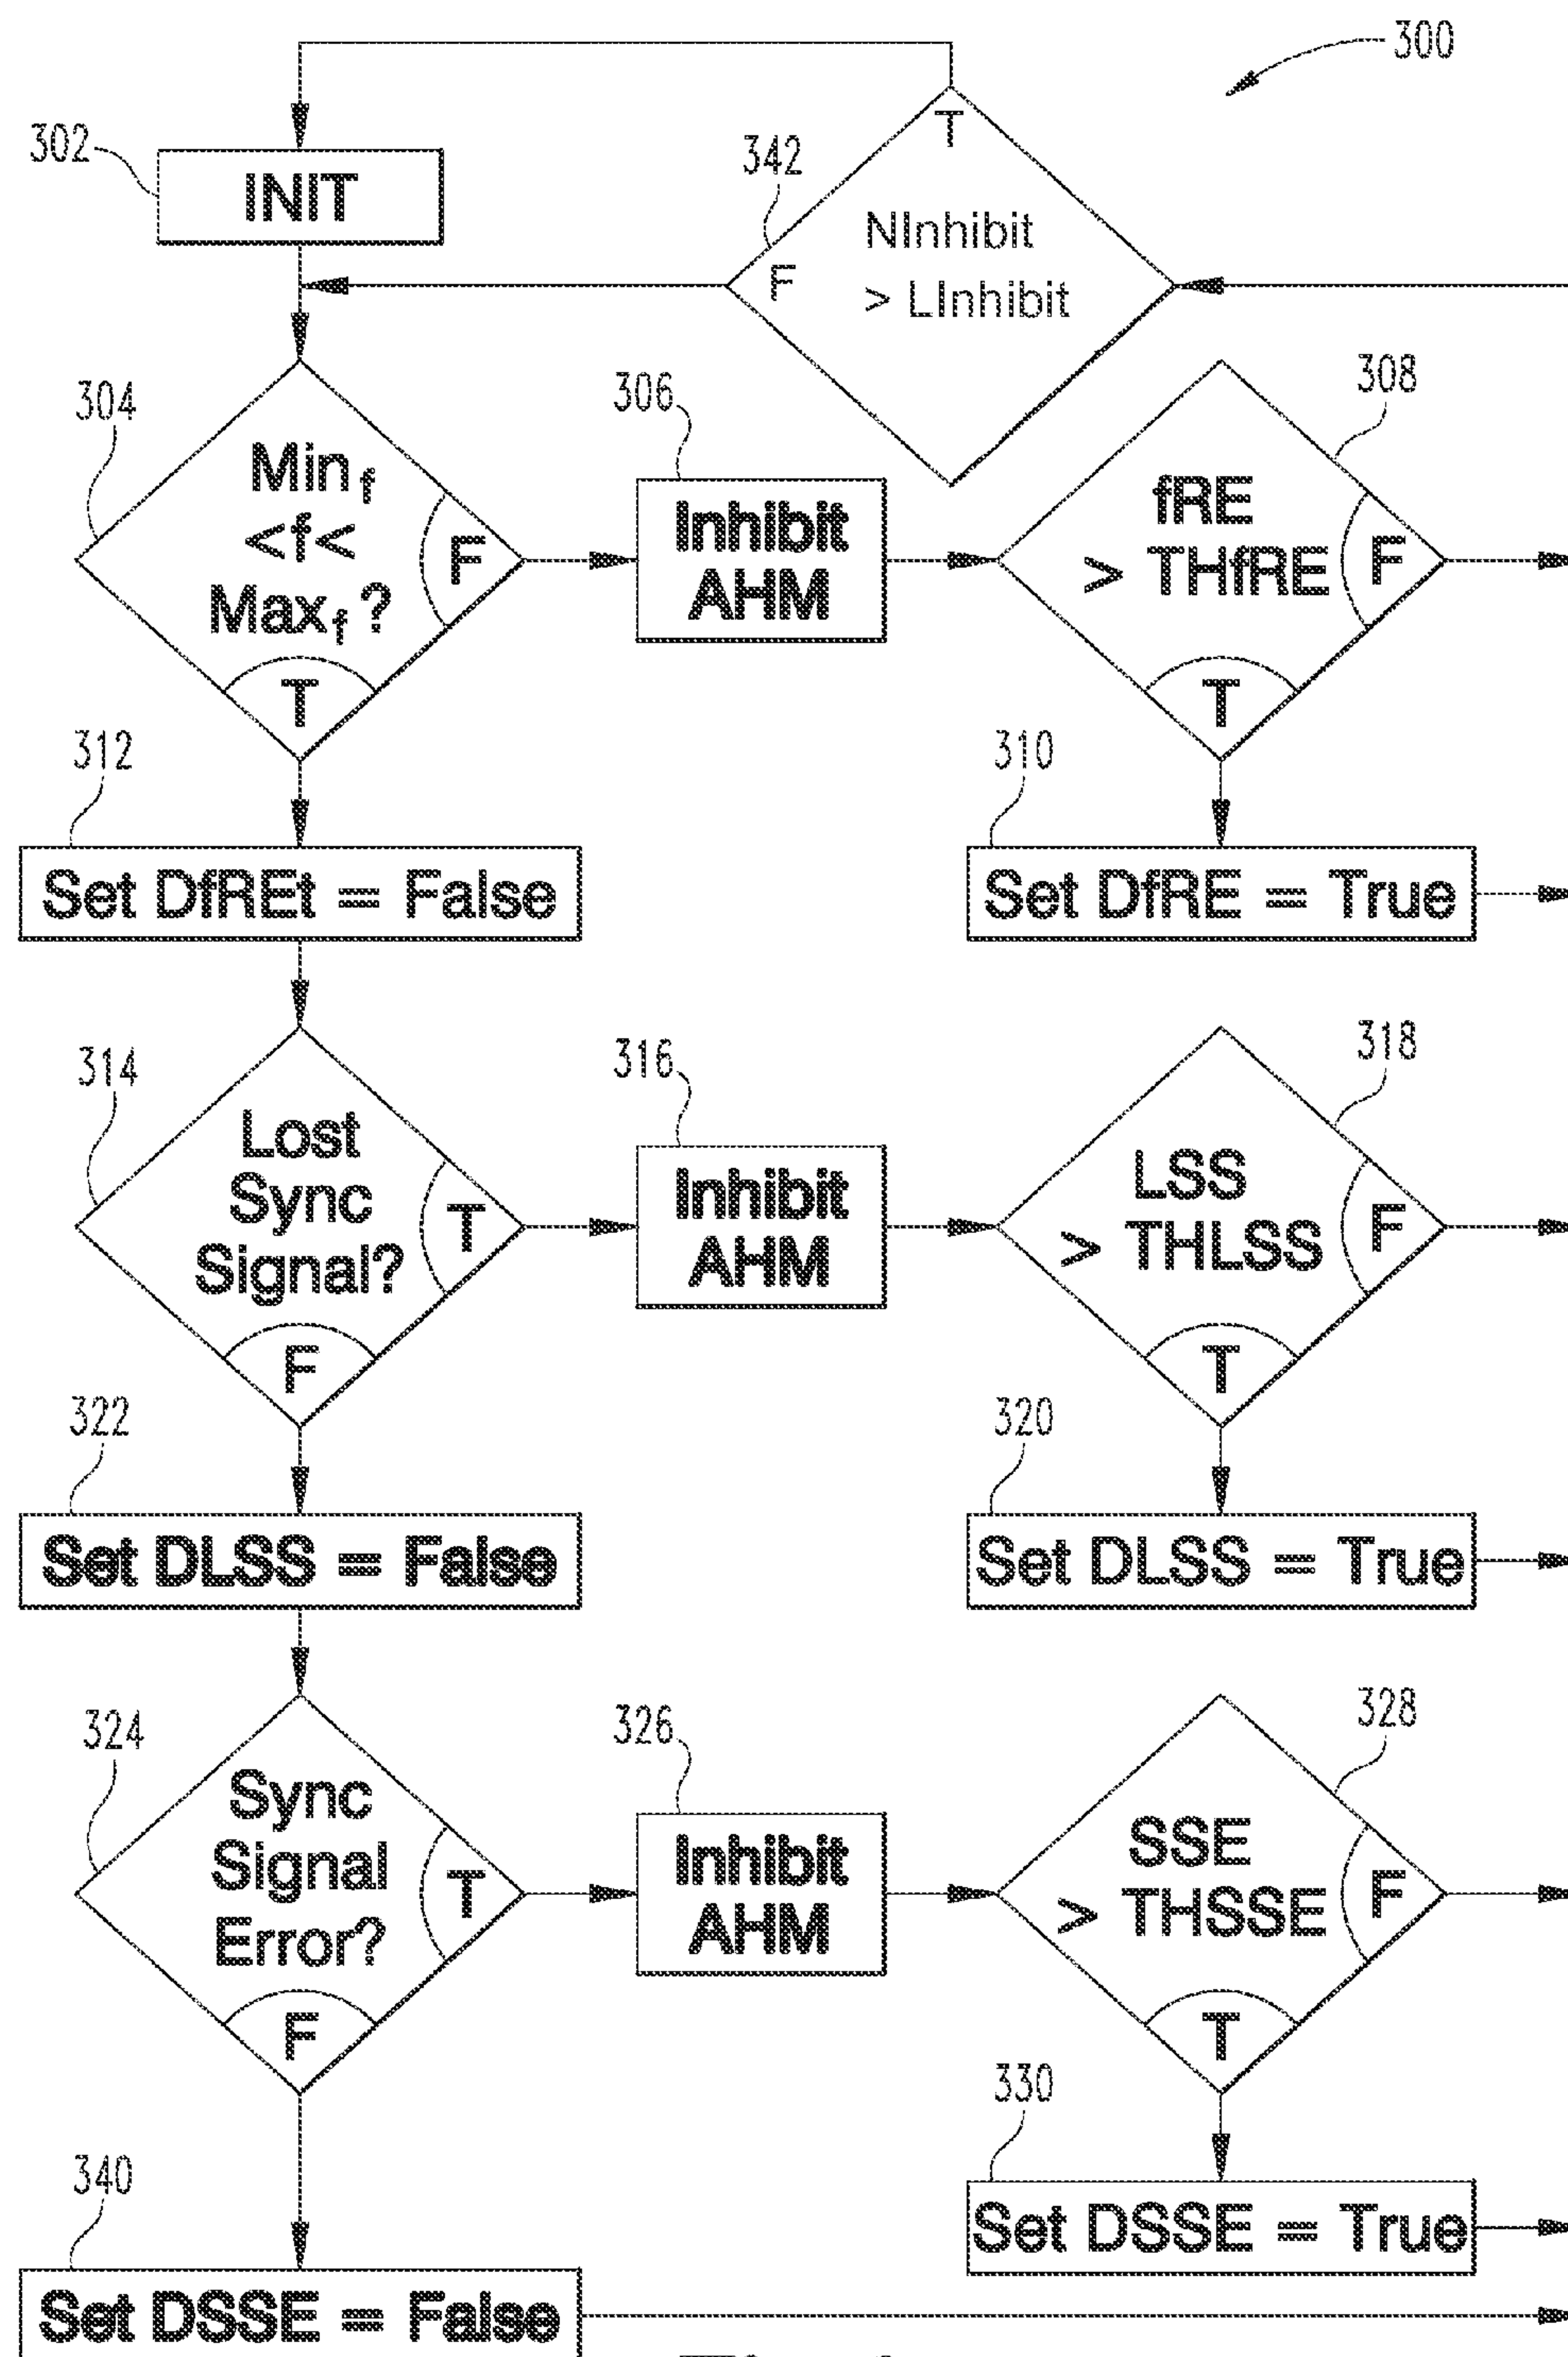 300
302
INIT
342
T
NInhibit
F
> LInhibit
304
Min f
<f<
Max f ?
F
T
306
Inhibit
AHM
308
fRE
> THfRE
F
T
312
Set DfREt = False
310
Set DfRE = True
314
Lost
Sync
Signal?
T
F
316
Inhibit
AHM
318
LSS
> THLSS
F
T
322
Set DLSS = False
320
Set DLSS = True
324
Sync
Signal
Error?
T
F
326
Inhibit
AHM
328
SSE
> THSSE
F
T
330
Set DSSE = True
340
Set DSSE = False